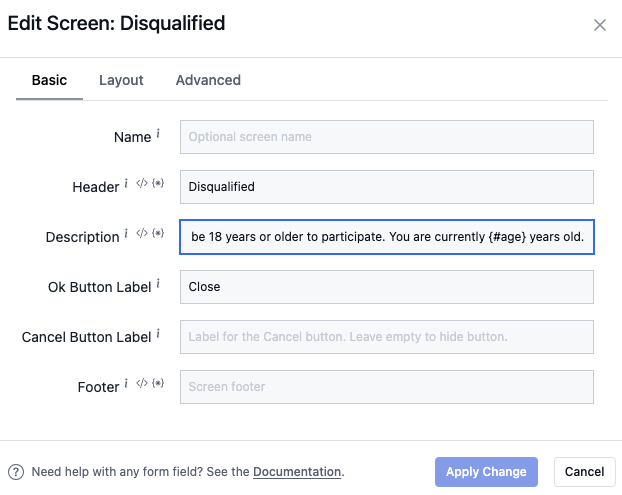 Edit Screen: Disqualified
Basic Layout Advanced
Name i
Optional screen name
Header i </> {*}
Disqualified
Description i </> {*}
be 18 years or older to participate. You are currently {#age} years old.
Ok Button Label i
Close
Cancel Button Label i
Label for the Cancel button. Leave empty to hide button.
Footer i </> {*}
Screen footer
? Need help with any form field? See the Documentation.
Apply Change
Cancel